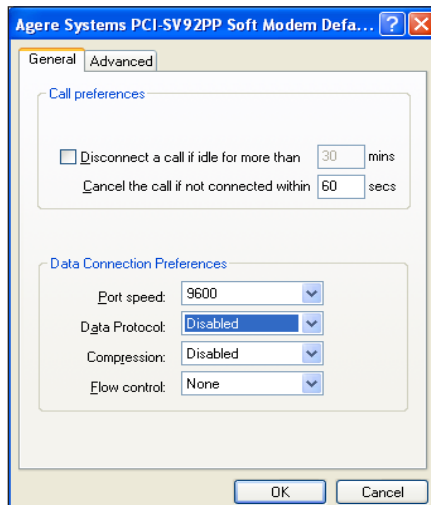 Agere Systems PCI-SV92PP Soft Modem Defa...
General Advanced
Call preferences
Disconnect a call if idle for more than 30 mins
Cancel the call if not connected within 60 secs
Data Connection Preferences
Port speed: 9600
Data Protocol: Disabled
Compression: Disabled
Flow control: None
OK Cancel